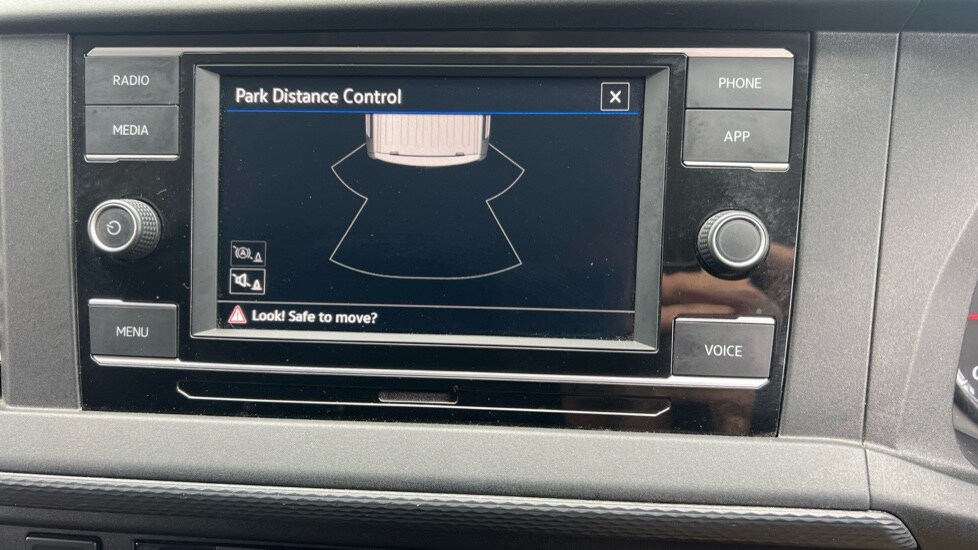 RADIO
MEDIA
MENU
Park Distance Control
X
Look! Safe to move?
PHONE
APP
VOICE